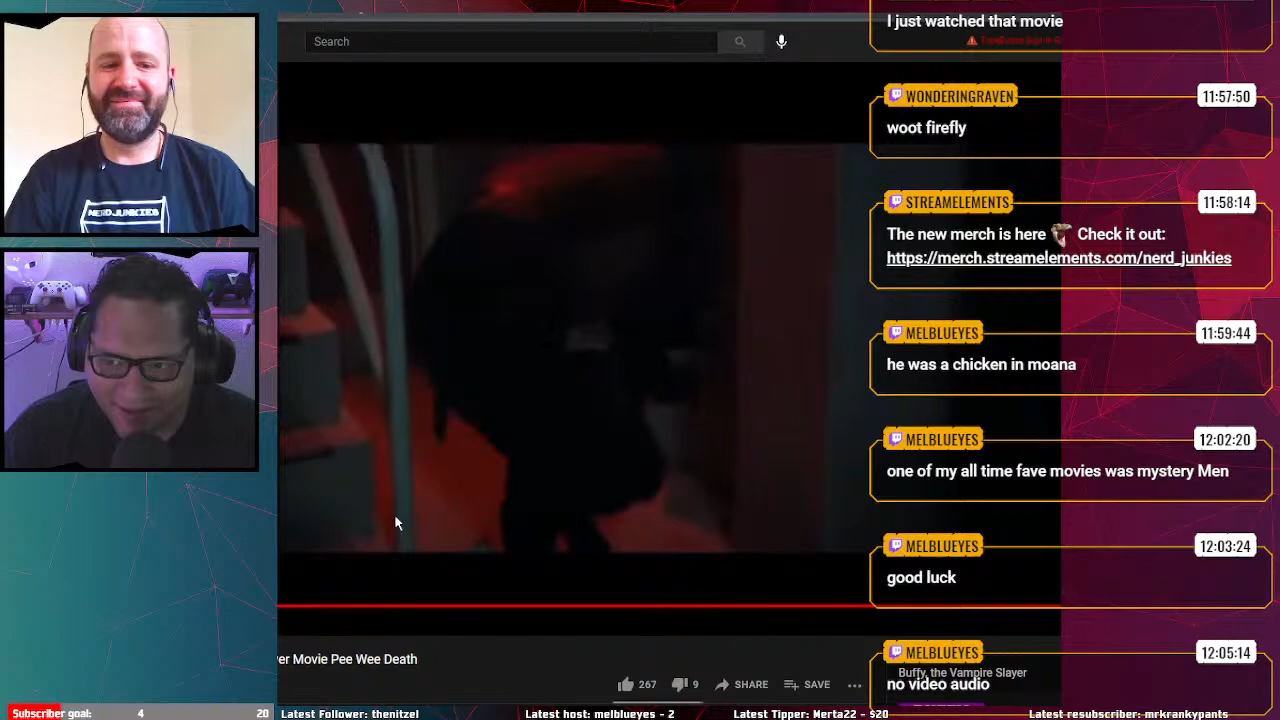 I just watched that movie
Search
WONDERINGRAVEN
11:57:50
woot firefly
STREAMELEMENTS
11:58:14
The new merch is here Check it out:
https://merch.streamelements.com/nerd_junkies
NERDJUNKIES
MELBLUEYES
11:59:44
he was a chicken in moana
MELBLUEYES
12:02:20
one of my all time fave movies was mystery Men
MELBLUEYES
12:03:24
good luck
MELBLUEYES
12:05:14
no video audio
er Movie Pee Wee Death
Buffy, the Vampire Slayer
267
9
SHARE
SAVE
Subscriber goal: 4 20
Latest Follower: thenitzel
Latest host: melblueyes - 2
Latest Tipper: Merta22 - $20
Latest resubscriber: mrkrankypants